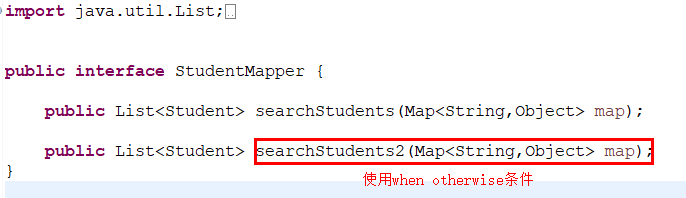 import java.util.List;
public interface StudentMapper {
public List<Student> searchStudents(Map<String,Object> map);
public List<Student> searchStudents2(Map<String,Object> map);
}
使用when otherwise条件